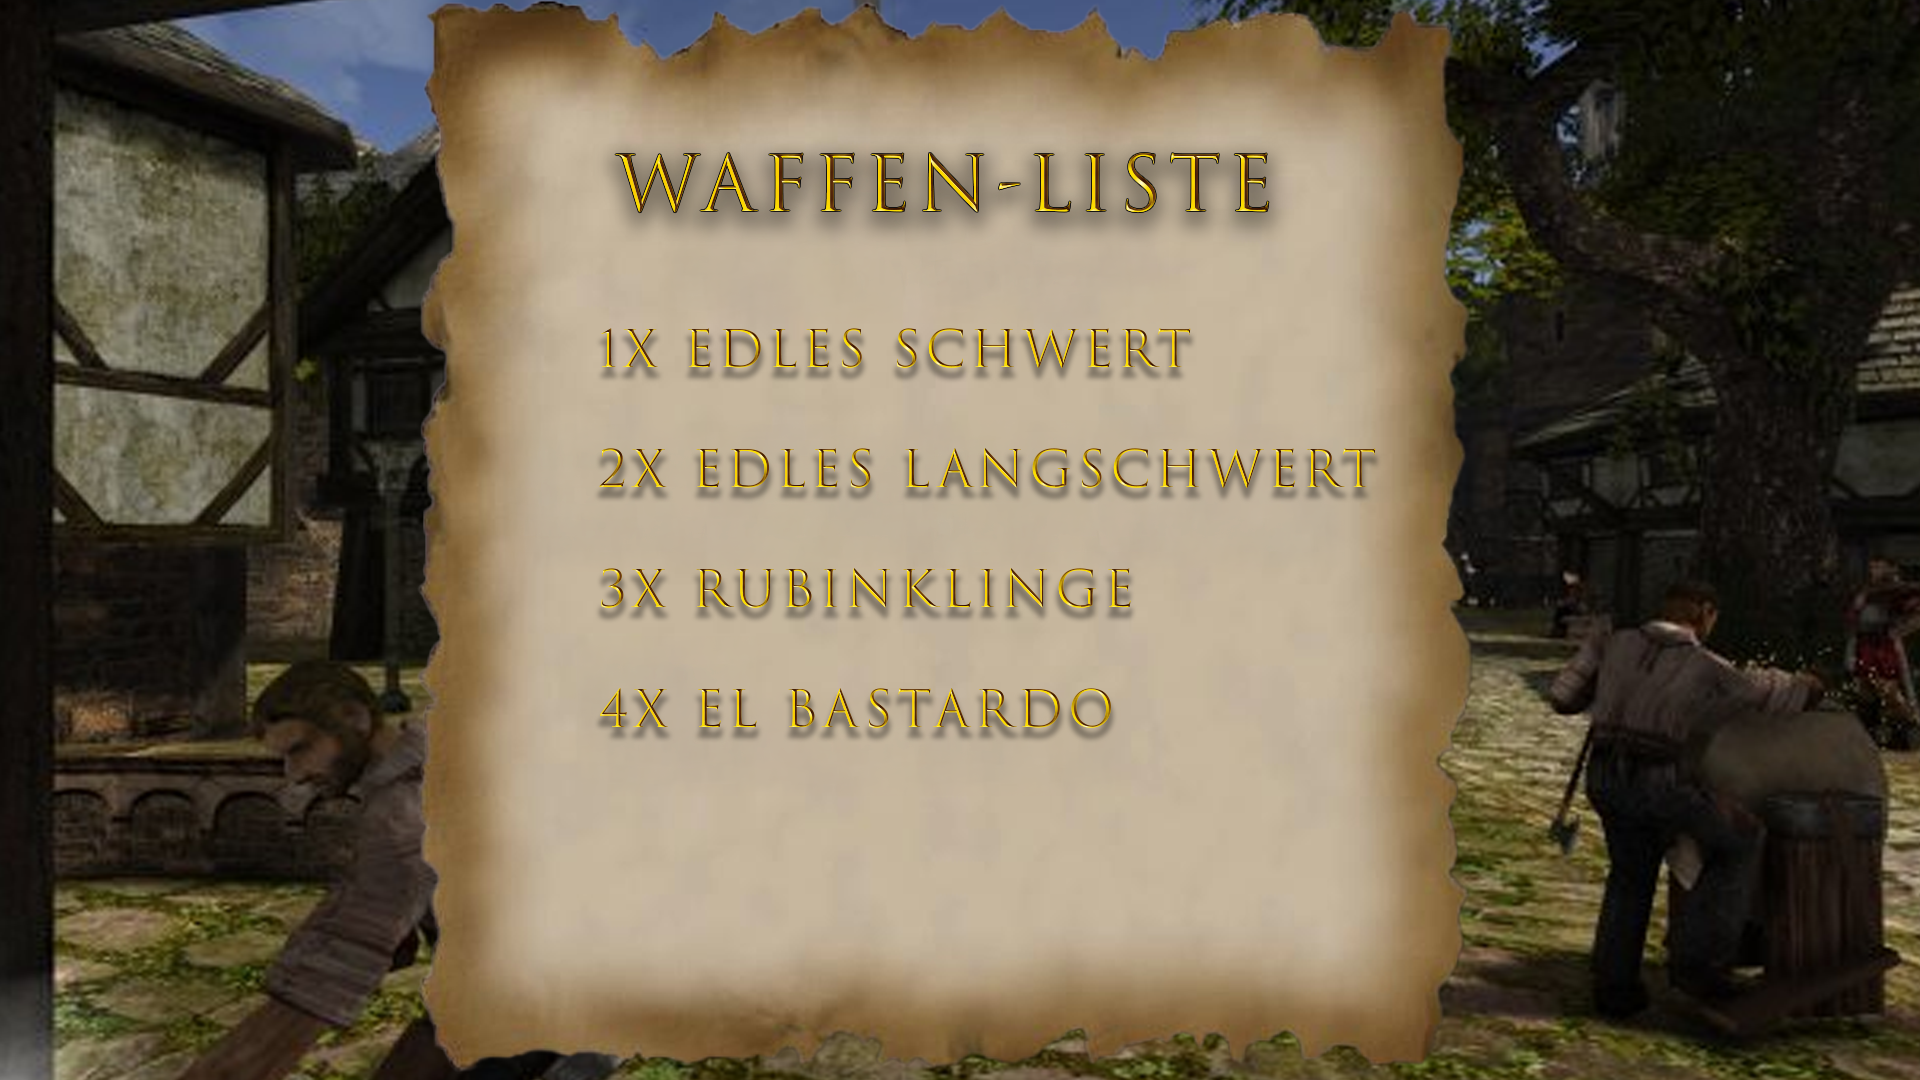 WAFFEN-LISTE
1X EDLES SCHWERT
2X EDLES LANGSCHWERT
3X RUBINKLINGE
4X EL BASTARDO